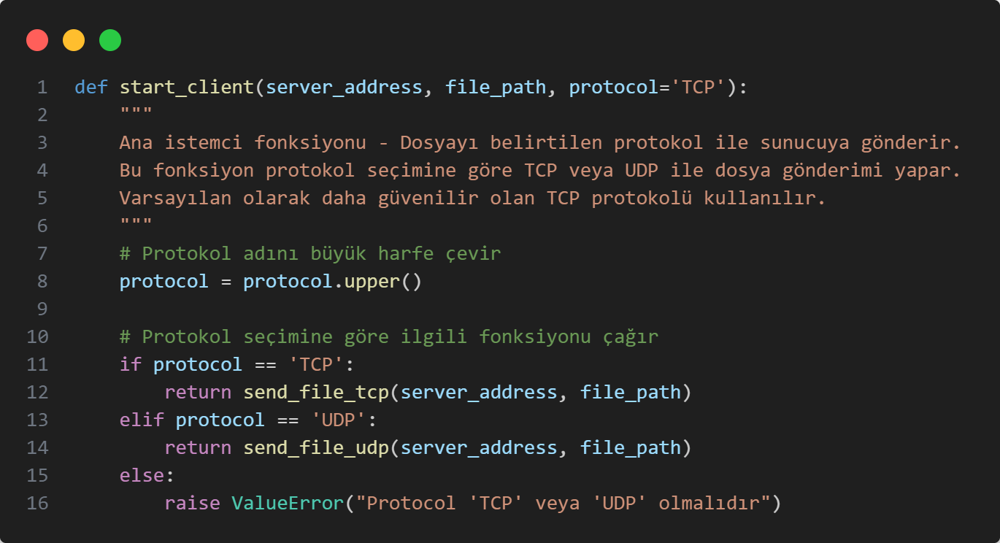 1 def start_client(server_address, file_path, protocol='TCP'):
2     """
3     Ana istemci fonksiyonu - Dosyayı belirtilen protokol ile sunucuya gönderir.
4     Bu fonksiyon protokol seçimine göre TCP veya UDP ile dosya gönderimi yapar.
5     Varsayılan olarak daha güvenilir olan TCP protokolü kullanılır.
6     """
7     # Protokol adını büyük harfe çevir
8     protocol = protocol.upper()
9
10     # Protokol seçimine göre ilgili fonksiyonu çağır
11     if protocol == 'TCP':
12         return send_file_tcp(server_address, file_path)
13     elif protocol == 'UDP':
14         return send_file_udp(server_address, file_path)
15     else:
16         raise ValueError("Protocol 'TCP' veya 'UDP' olmalıdır")